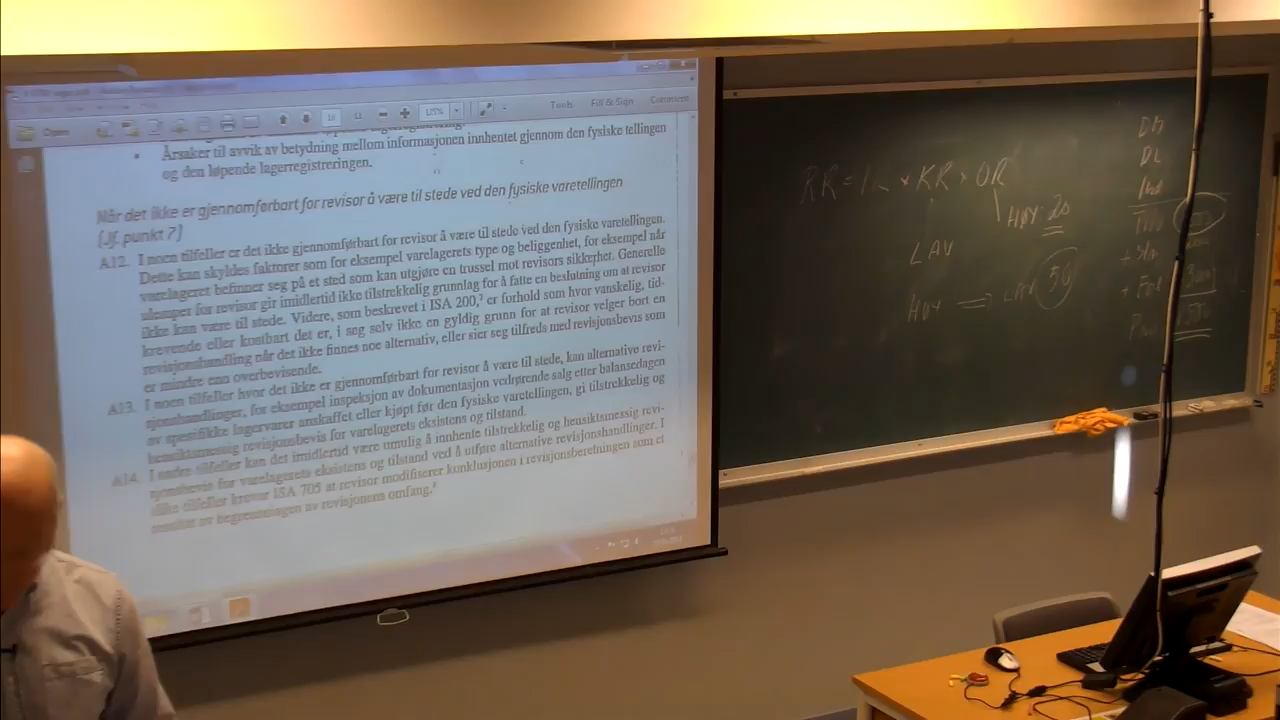 Open
125%
Tools
Fill & Sign
Comment
• Årsaker til avvik av betydning mellom informasjonen innhentet gjennom den fysiske tellingen
og den løpende lagerregistreringen.
Når det ikke er gjennomførbart for revisor å være til stede ved den fysiske varetellingen
(Jf. punkt 7)
A12. I noen tilfeller er det ikke gjennomførbart for revisor å være til stede ved den fysiske varetellingen.
Dette kan skyldes faktorer som for eksempel varelagerets type og beliggenhet, for eksempel når
varelageret befinner seg på et sted som kan utgjøre en trussel mot revisors sikkerhet. Generelle
ulemper for revisor gir imidlertid ikke tilstrekkelig grunnlag for å fatte en beslutning om at revisor
ikke kan være til stede. Videre, som beskrevet i ISA 200,³ er forhold som hvor vanskelig, tid-
krevende eller kostbart det er, i seg selv ikke en gyldig grunn for at revisor velger bort en
revisjonshandling når det ikke finnes noe alternativ, eller sier seg tilfreds med revisjonsbevis som
er mindre enn overbevisende.
A13. I noen tilfeller hvor det ikke er gjennomførbart for revisor å være til stede, kan alternative revi-
sjonshandlinger, for eksempel inspeksjon av dokumentasjon vedrørende salg etter balansedagen
av spesifikke lagervarer anskaffet eller kjøpt før den fysiske varetellingen, gi tilstrekkelig og
hensiktsmessig revisjonsbevis for varelagerets eksistens og tilstand.
A14. I andre tilfeller kan det imidlertid være umulig å innhente tilstrekkelig og hensiktsmessig revi-
sjonsbevis for varelagerets eksistens og tilstand ved å utføre alternative revisjonshandlinger. I
slike tilfeller krever ISA 705 at revisor modifiserer konklusjonen i revisjonsberetningen som et
resultat av begrensningen av revisjonens omfang.⁴
RR = × KR × OR
HØY 20
LAV
HØY ⇒ LAV 50